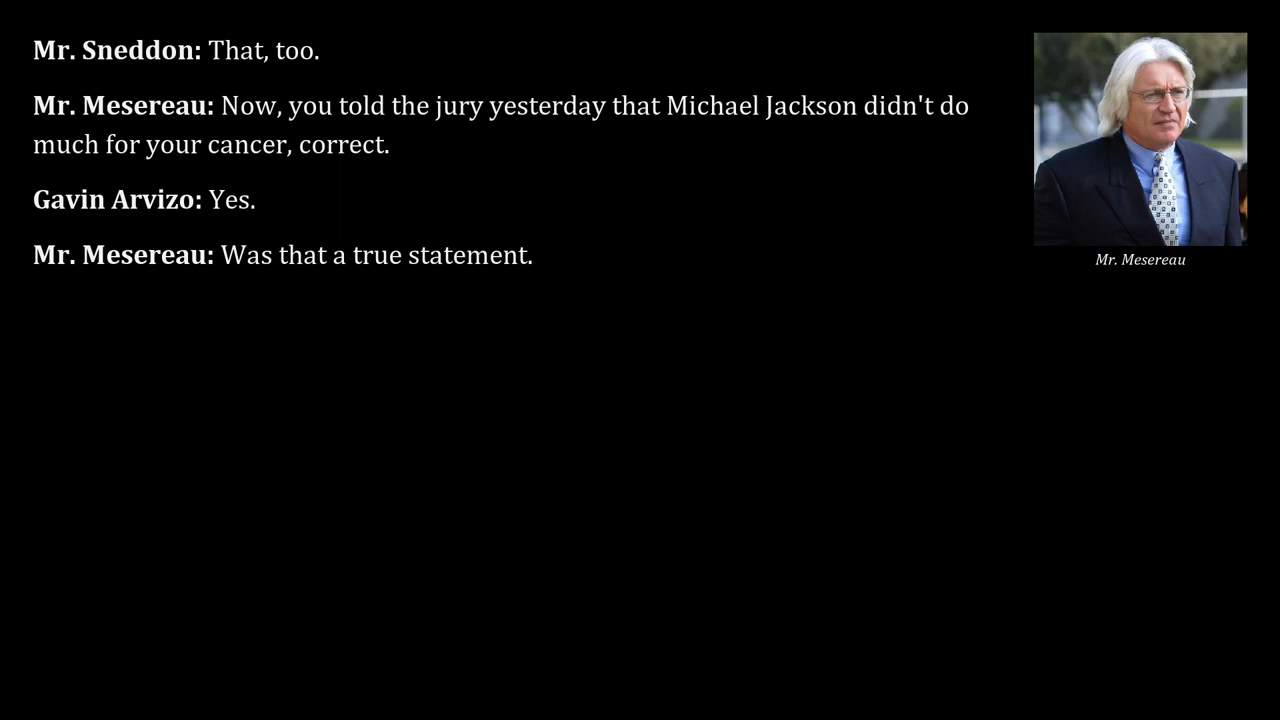 Mr. Sneddon: That, too.
Mr. Mesereau: Now, you told the jury yesterday that Michael Jackson didn't do
much for your cancer, correct.
Gavin Arvizo: Yes.
Mr. Mesereau: Was that a true statement.
Mr. Mesereau